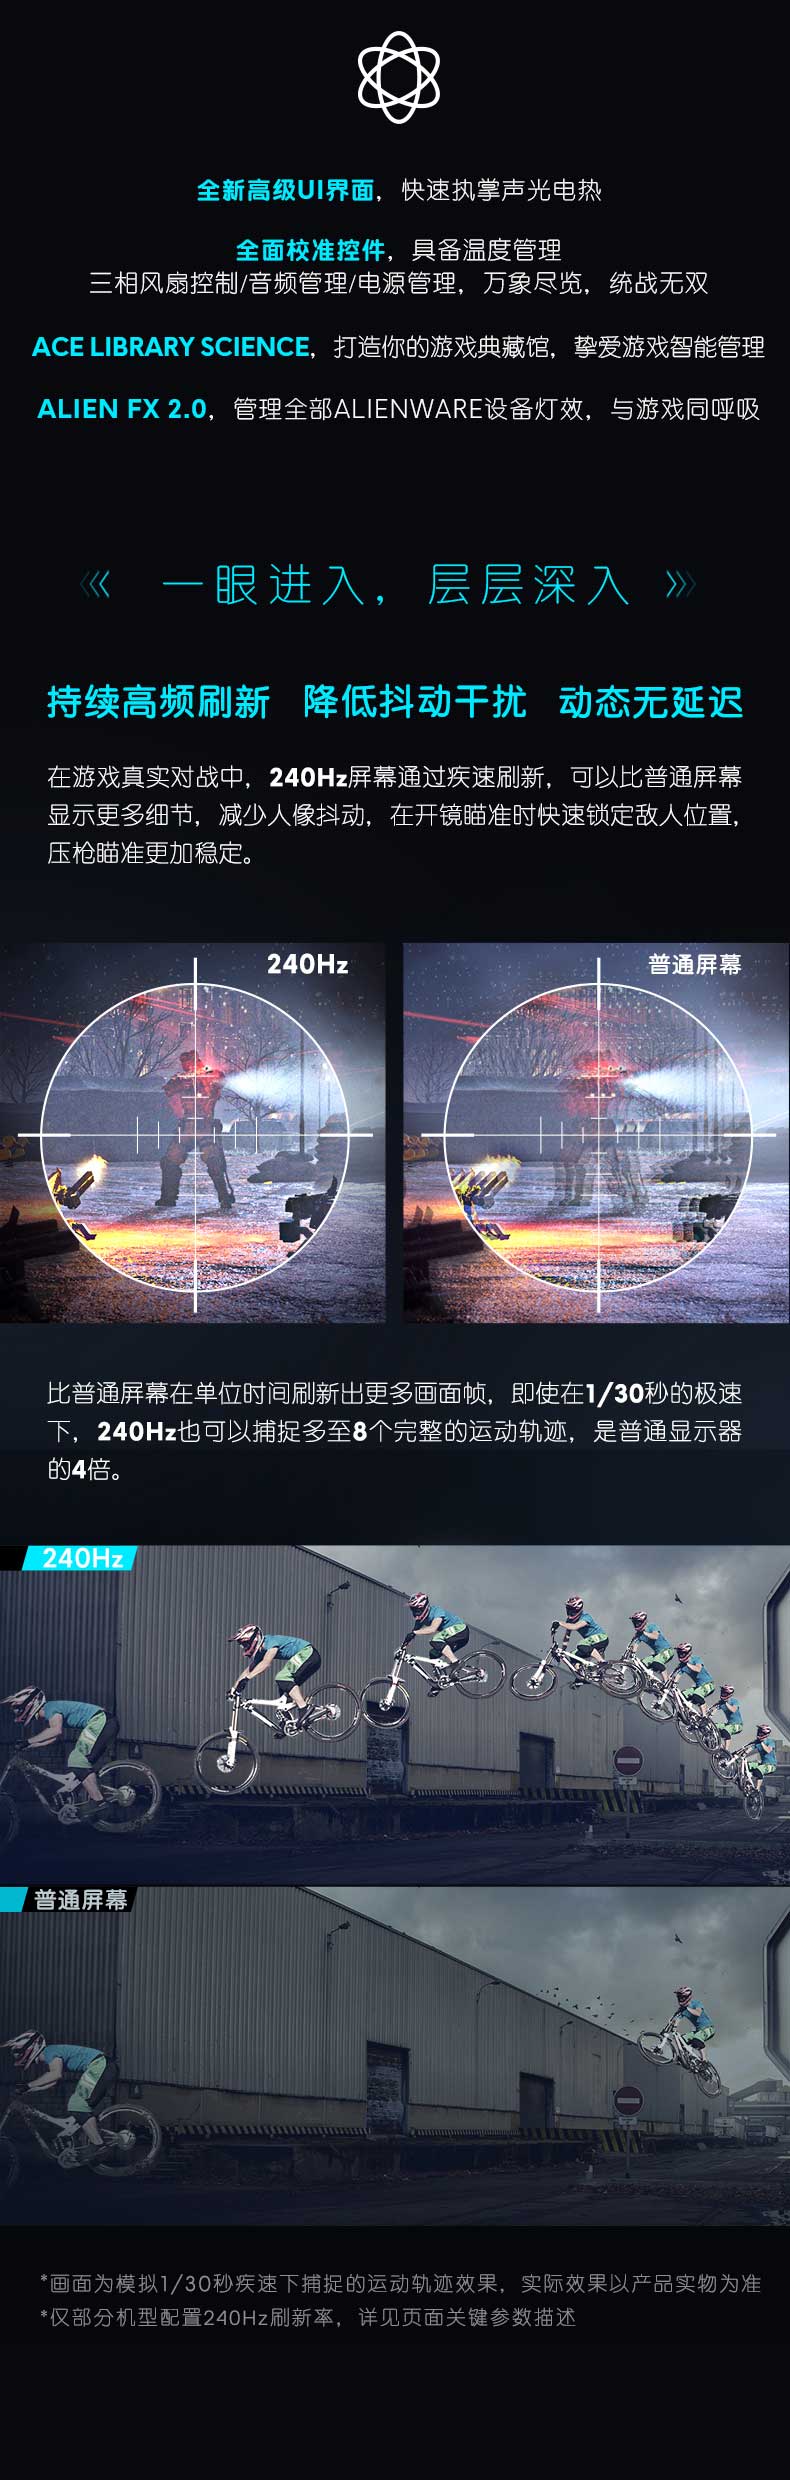 全新高级UI界面，快速执掌声光电热
全面校准控件，具备温度管理
三相风扇控制/音频管理/电源管理，万象尽览，统战无双
ACE LIBRARY SCIENCE，打造你的游戏典藏馆，挚爱游戏智能管理
ALIEN FX 2.0，管理全部ALIENWARE设备灯效，与游戏同呼吸
一眼进入，层层深入
持续高频刷新 降低抖动干扰 动态无延迟
在游戏真实对战中，240Hz屏幕通过疾速刷新，可以比普通屏幕
显示更多细节，减少人像抖动，在开镜瞄准时快速锁定敌人位置，
压枪瞄准更加稳定。
240Hz
普通屏幕
比普通屏幕在单位时间刷新出更多画面帧，即使在1/30秒的极速
下，240Hz也可以捕捉多至8个完整的运动轨迹，是普通显示器
的4倍。
240Hz
普通屏幕
*画面为模拟1/30秒疾速下捕捉的运动轨迹效果，实际效果以产品实物为准
*仅部分机型配置240Hz刷新率，详见页面关键参数描述